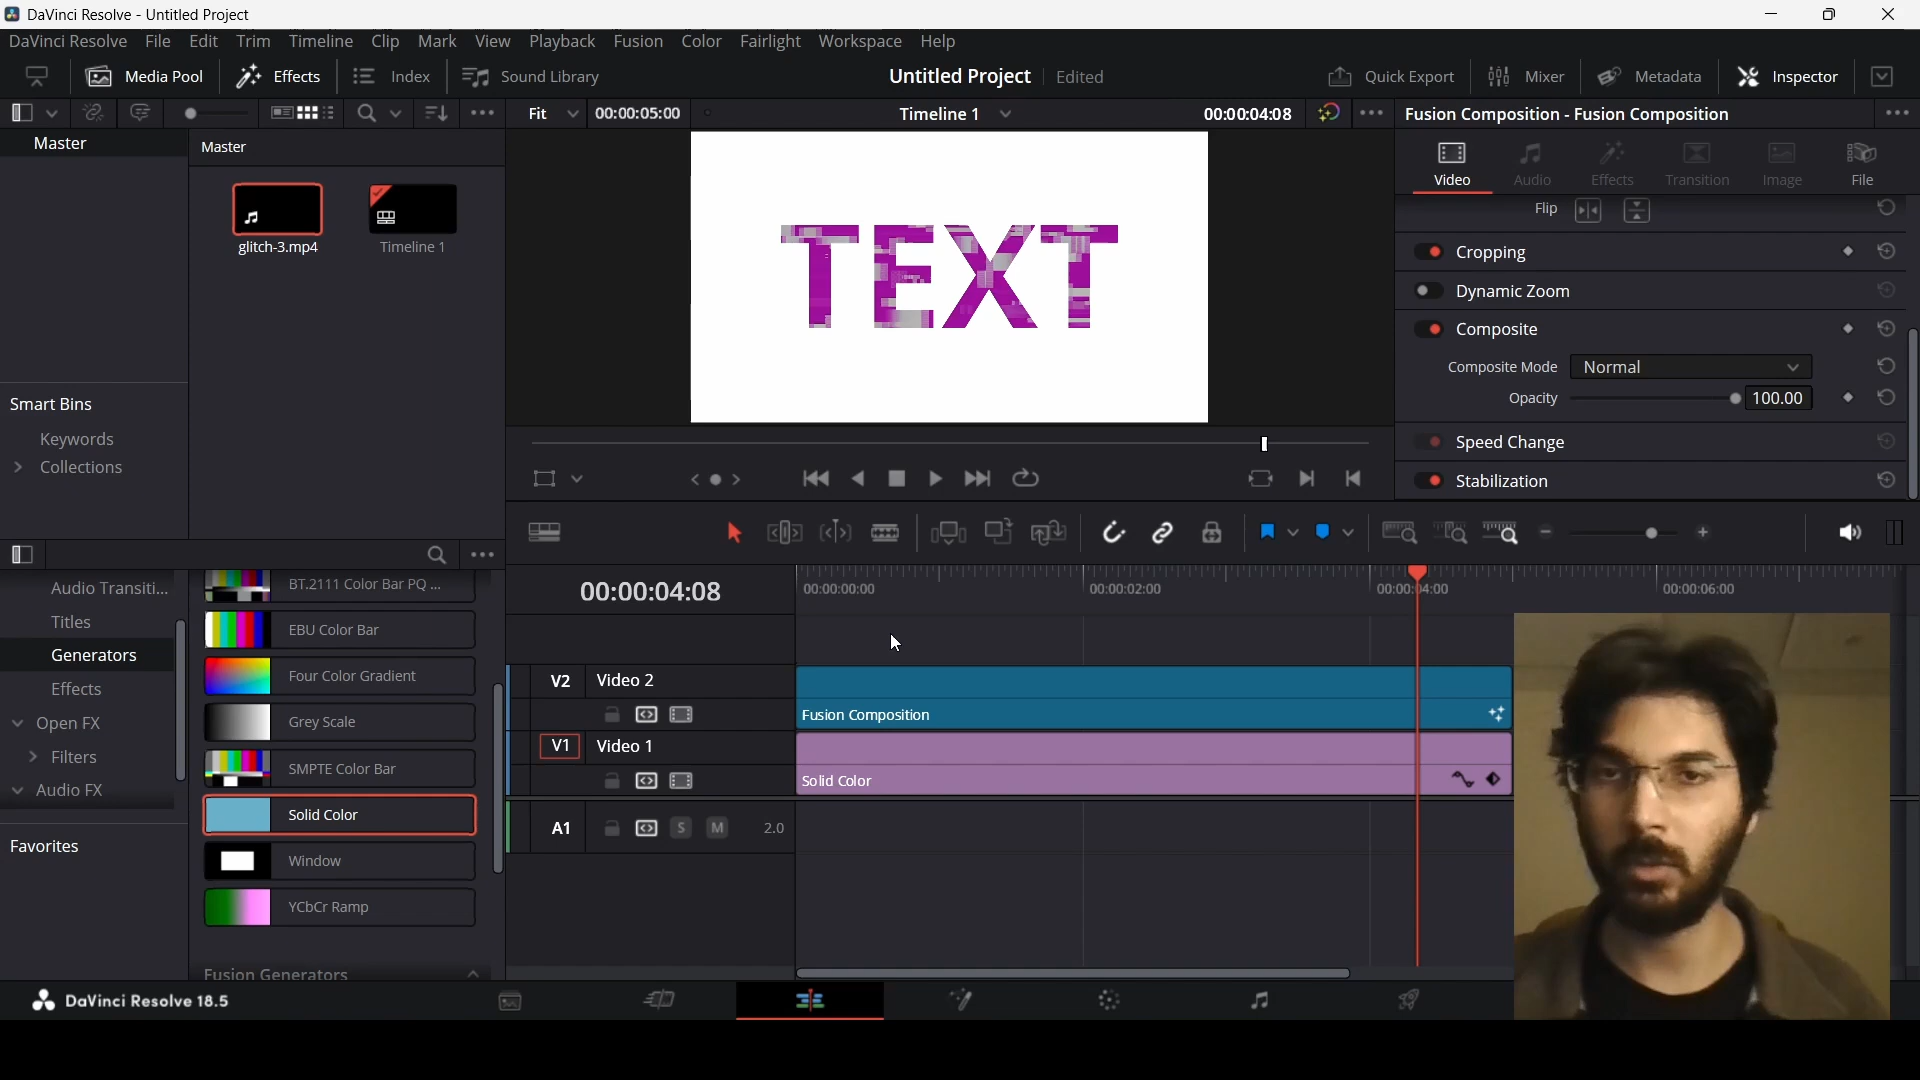 DaVinci Resolve - Untitled Project
DaVinci Resolve File Edit Trim Timeline Clip Mark View Playback Fusion Color Fairlight Workspace Help
Media Pool Effects Index Sound Library Untitled Project Edited Quick Export Mixer Metadata Inspector
Fit 00:00:05:00 Timeline 1 00:00:04:08 Fusion Composition - Fusion Composition
Master
Master
glitch-3.mp4
Timeline 1
Smart Bins
Keywords
Collections
TEXT
Video Audio Effects Transition Image File
Flip
Cropping
Dynamic Zoom
Composite
Composite Mode Normal
Opacity 100.00
Speed Change
Stabilization
Audio Transiti...
Titles
Generators
Effects
Open FX
Filters
Audio FX
Favorites
BT.2111 Color Bar PQ ...
EBU Color Bar
Four Color Gradient
Grey Scale
SMPTE Color Bar
Solid Color
Window
YCbCr Ramp
Fusion Generators
00:00:04:08
00:00:00:00 00:00:02:00 00:00:04:00 00:00:06:00
V2 Video 2
Fusion Composition
V1 Video 1
Solid Color
A1 S M 2.0
DaVinci Resolve 18.5